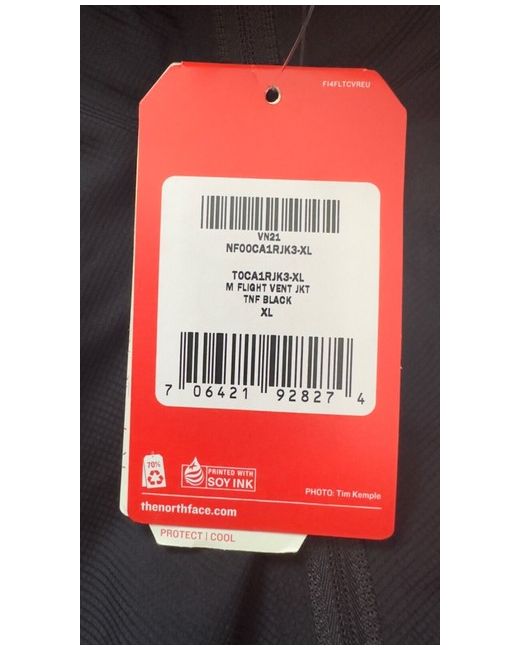 FI4FLTCVREU
VN21
NF00CA1RJK3-XL
T0CA1RJK3-XL
M FLIGHT VENT JKT
TNF BLACK
XL
7 06421 92827 4
70%
PRINTED WITH
SOY INK
PHOTO: Tim Kemple
thenorthface.com
PROTECT | COOL